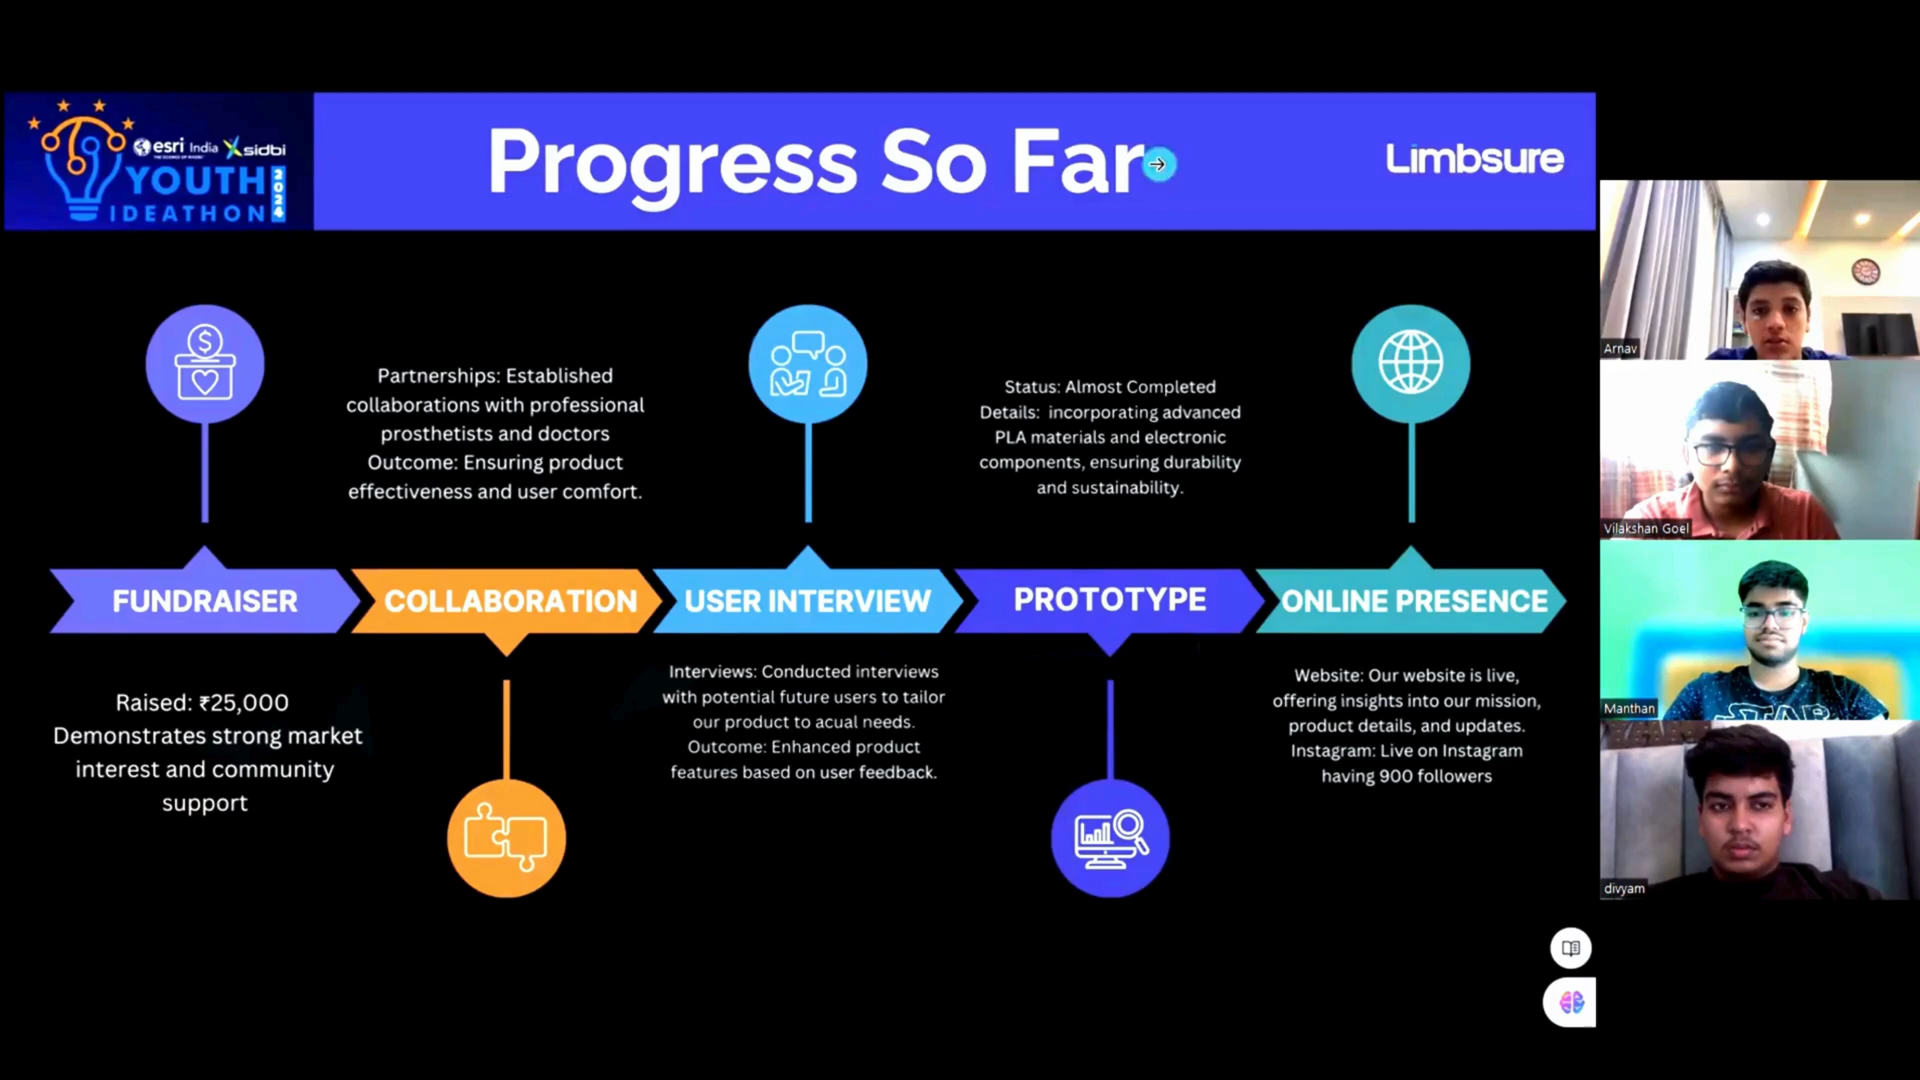 esri India
THE SCIENCE OF WHERE
sidbi
YOUTH
IDEATHON
2024
Progress So Far
Limbsure
$
Partnerships: Established
collaborations with professional
prosthetists and doctors
Outcome: Ensuring product
effectiveness and user comfort.
Status: Almost Completed
Details: incorporating advanced
PLA materials and electronic
components, ensuring durability
and sustainability.
FUNDRAISER
COLLABORATION
USER INTERVIEW
PROTOTYPE
ONLINE PRESENCE
Raised: ₹25,000
Demonstrates strong market
interest and community
support
Interviews: Conducted interviews
with potential future users to tailor
our product to acual needs.
Outcome: Enhanced product
features based on user feedback.
Website: Our website is live,
offering insights into our mission,
product details, and updates.
Instagram: Live on Instagram
having 900 followers
Arnav
Vilakshan Goel
Manthan
STAR
divyam